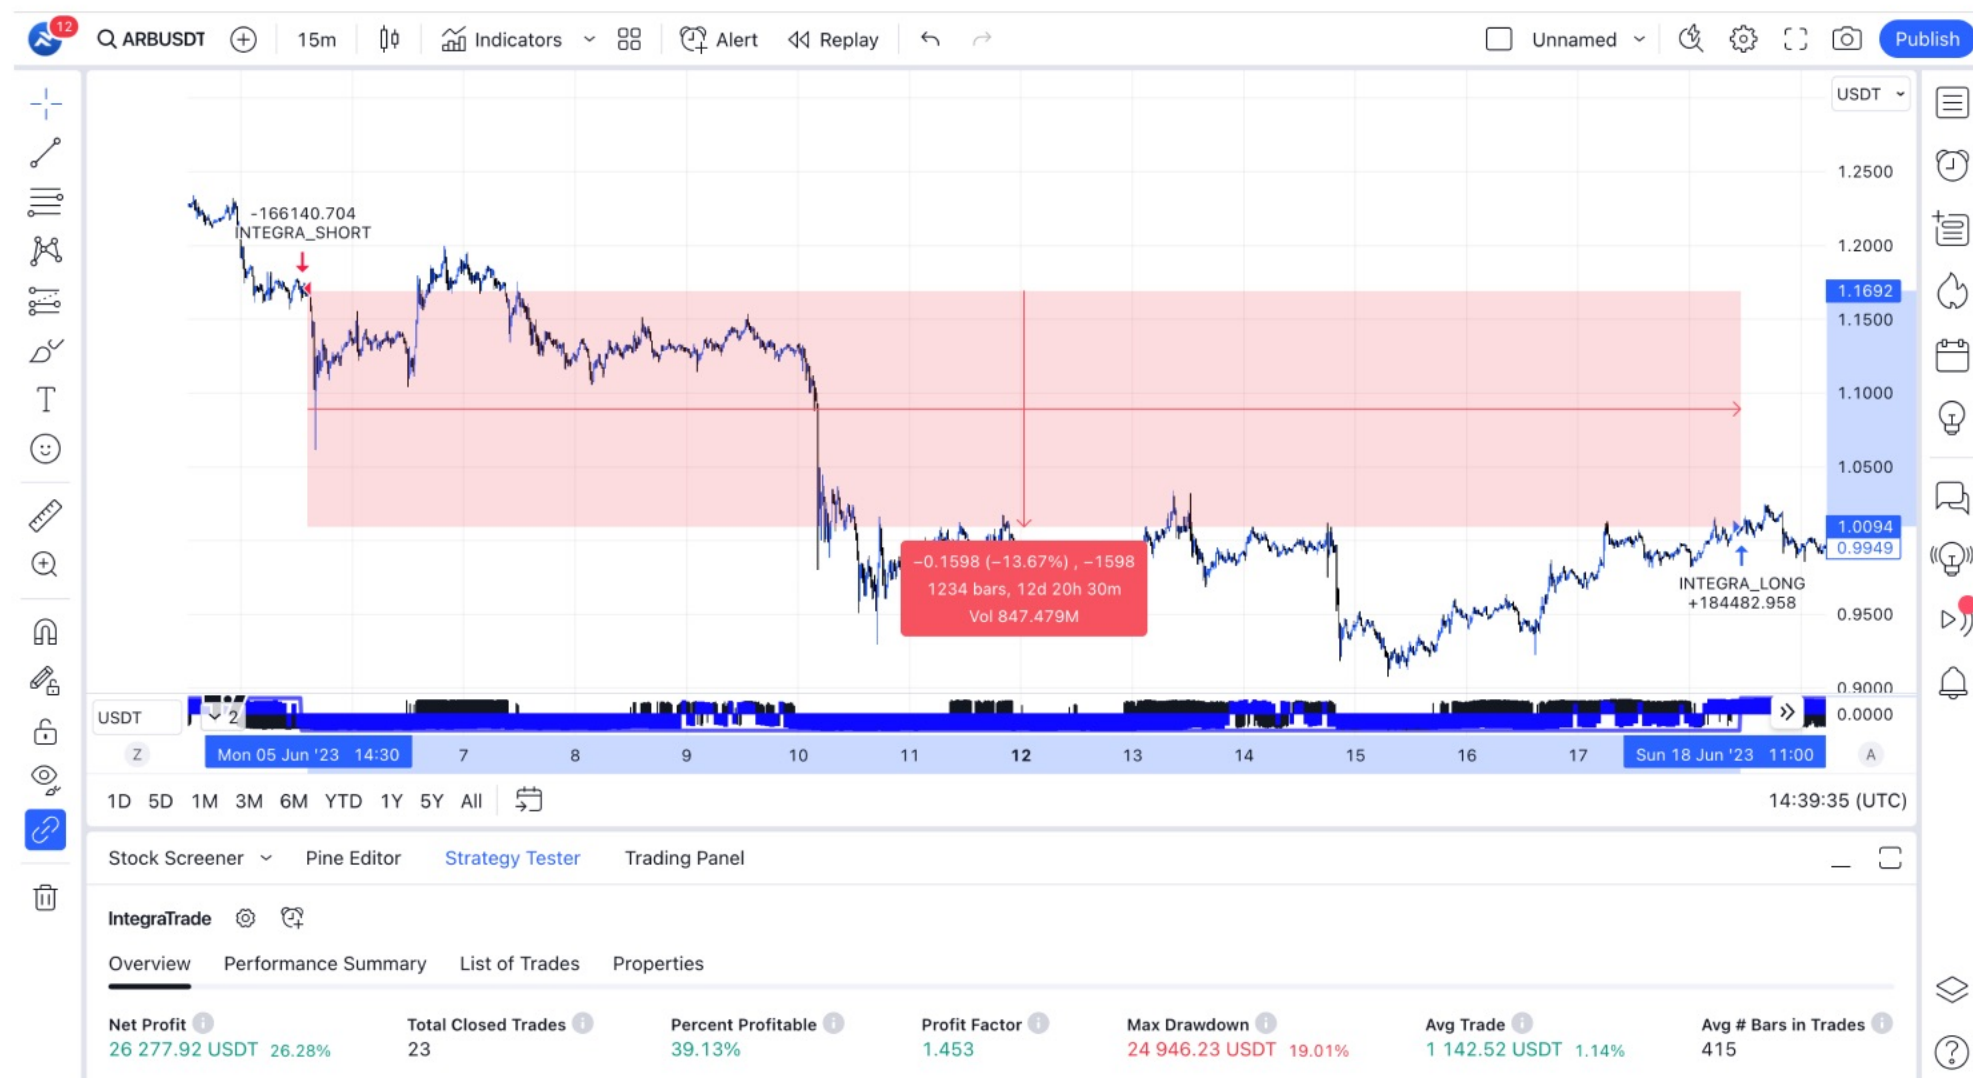 12
ARBUSDT
15m
Indicators
Alert
Replay
Unnamed
Publish
USDT
1.2500
1.2000
1.1692
1.1500
1.1000
1.0500
1.0094
0.9949
0.9500
0.9000
0.0000
-166140.704
INTEGRA_SHORT
−0.1598 (−13.67%) , −1598
1234 bars, 12d 20h 30m
Vol 847.479M
INTEGRA_LONG
+184482.958
USDT
2
Z
Mon 05 Jun '23 14:30
7 8 9 10 11 12 13 14 15 16 17
Sun 18 Jun '23 11:00
A
1D 5D 1M 3M 6M YTD 1Y 5Y All
14:39:35 (UTC)
Stock Screener Pine Editor Strategy Tester Trading Panel
IntegraTrade
Overview Performance Summary List of Trades Properties
Net Profit Total Closed Trades Percent Profitable Profit Factor Max Drawdown Avg Trade Avg # Bars in Trades
26 277.92 USDT 26.28% 23 39.13% 1.453 24 946.23 USDT 19.01% 1 142.52 USDT 1.14% 415